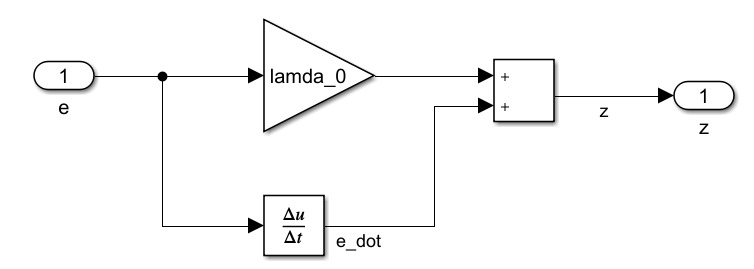 1
e
lamda_0
+
+
z
1
z
Δu
Δt
e_dot